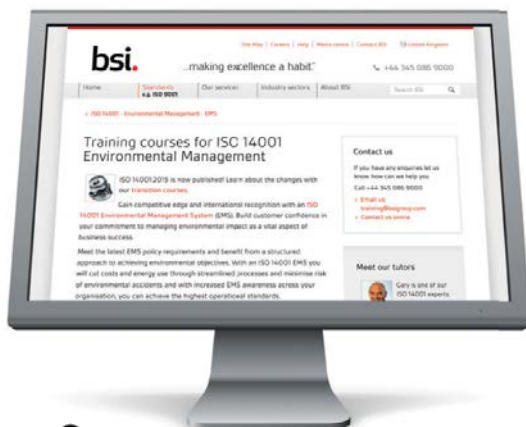 Site Map | Careers | Help | Media centre | Contact BSI United Kingdom
bsi.
...making excellence a habit.™
+44 345 086 9000
Home
Standards
e.g. ISO 9001
Our services
Industry sectors
About BSI
Search BSI
ISO 14001 - Environmental Management - EMS
Training courses for ISO 14001
Environmental Management
ISO 14001:2015 is now published! Learn about the changes with
our transition courses.
Gain competitive edge and international recognition with an ISO
14001 Environmental Management System (EMS). Build customer confidence in
your commitment to managing environmental impact as a vital aspect of
business success.
Meet the latest EMS policy requirements and benefit from a structured
approach to achieving environmental objectives. With an ISO 14001 EMS you
will cut costs and energy use through streamlined processes and minimise risk
of environmental accidents and with increased EMS awareness across your
organisation, you can achieve the highest operational standards.
Contact us
If you have any enquiries let us
know how can we help you
Call +44 345 086 9000
Email us
training@bsigroup.com
Contact us online
Meet our tutors
Gary is one of our
ISO 14001 experts